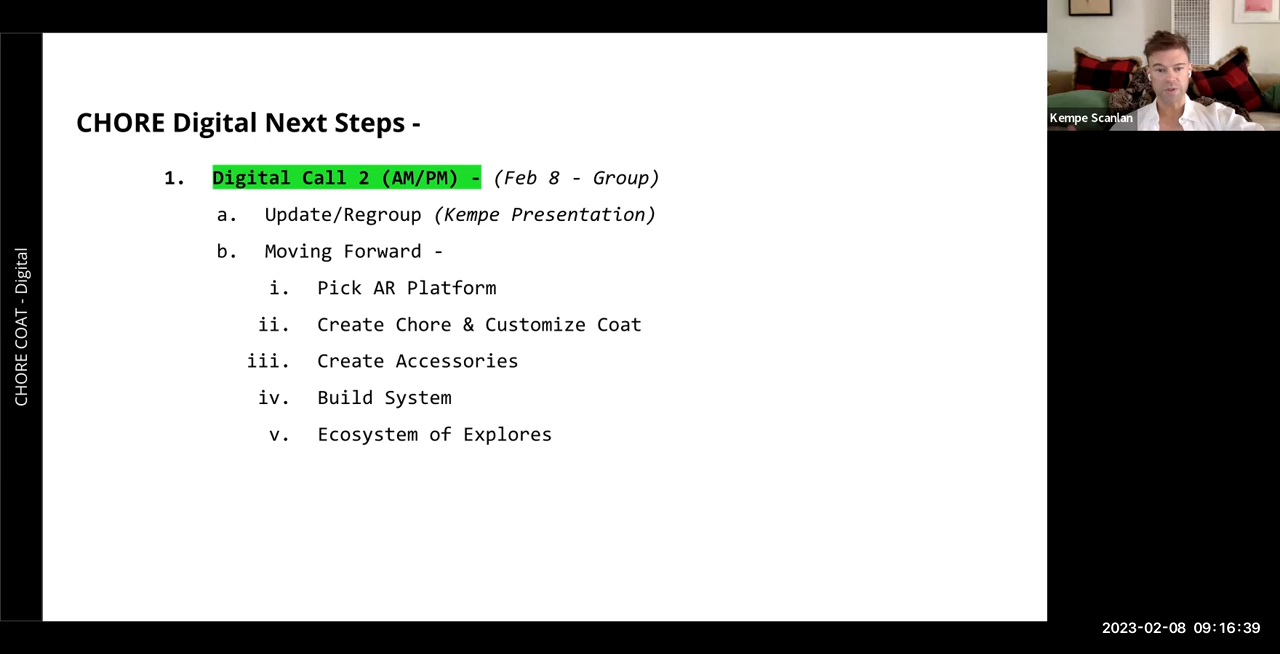 CHORE COAT - Digital
CHORE Digital Next Steps -
1. Digital Call 2 (AM/PM) - (Feb 8 - Group)
a. Update/Regroup (Kempe Presentation)
b. Moving Forward -
i. Pick AR Platform
ii. Create Chore & Customize Coat
iii. Create Accessories
iv. Build System
v. Ecosystem of Explores
Kempe Scanlan
2023-02-08 09:16:39